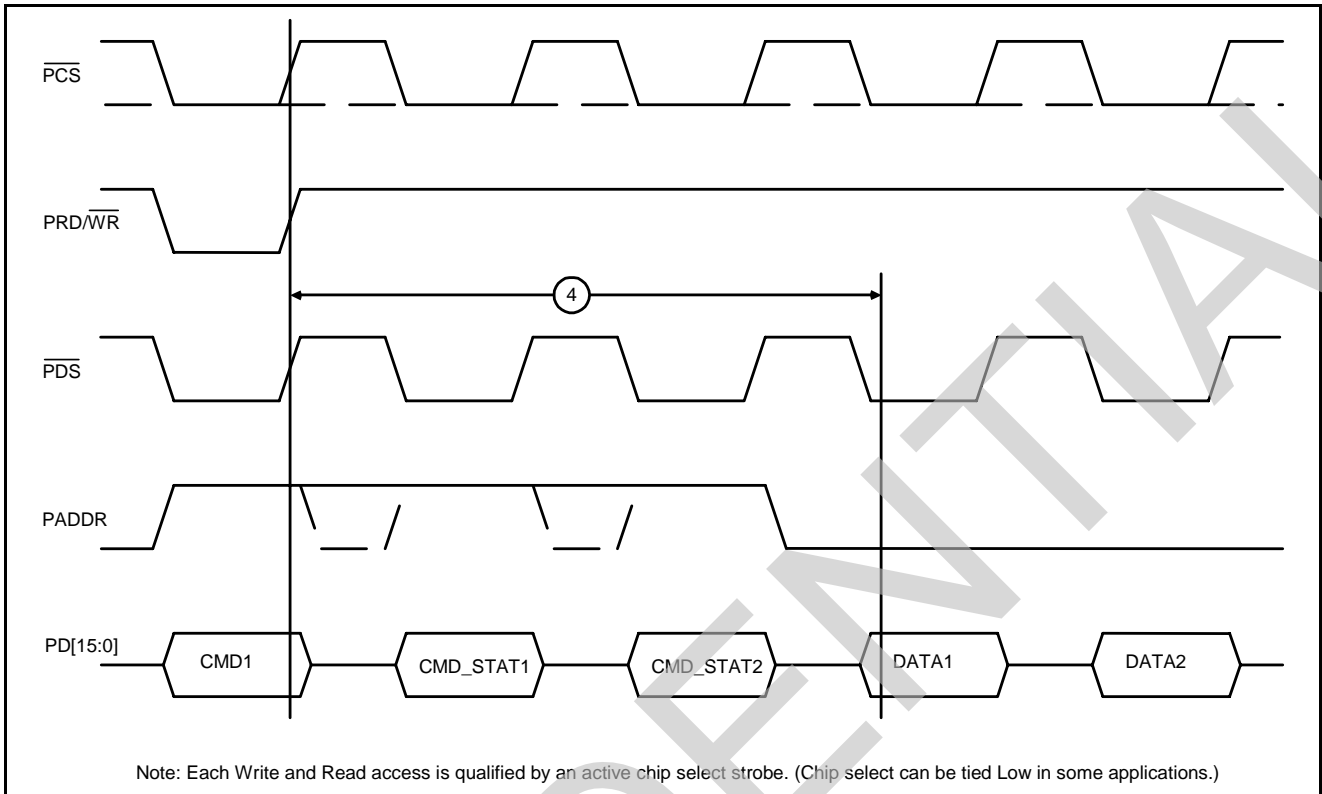 PCS
PRD/WR
4
PDS
PADDR
PD[15:0]
CMD1
CMD_STAT1
CMD_STAT2
DATA1
DATA2
Note: Each Write and Read access is qualified by an active chip select strobe. (Chip select can be tied Low in some applications.)
DENTIAL